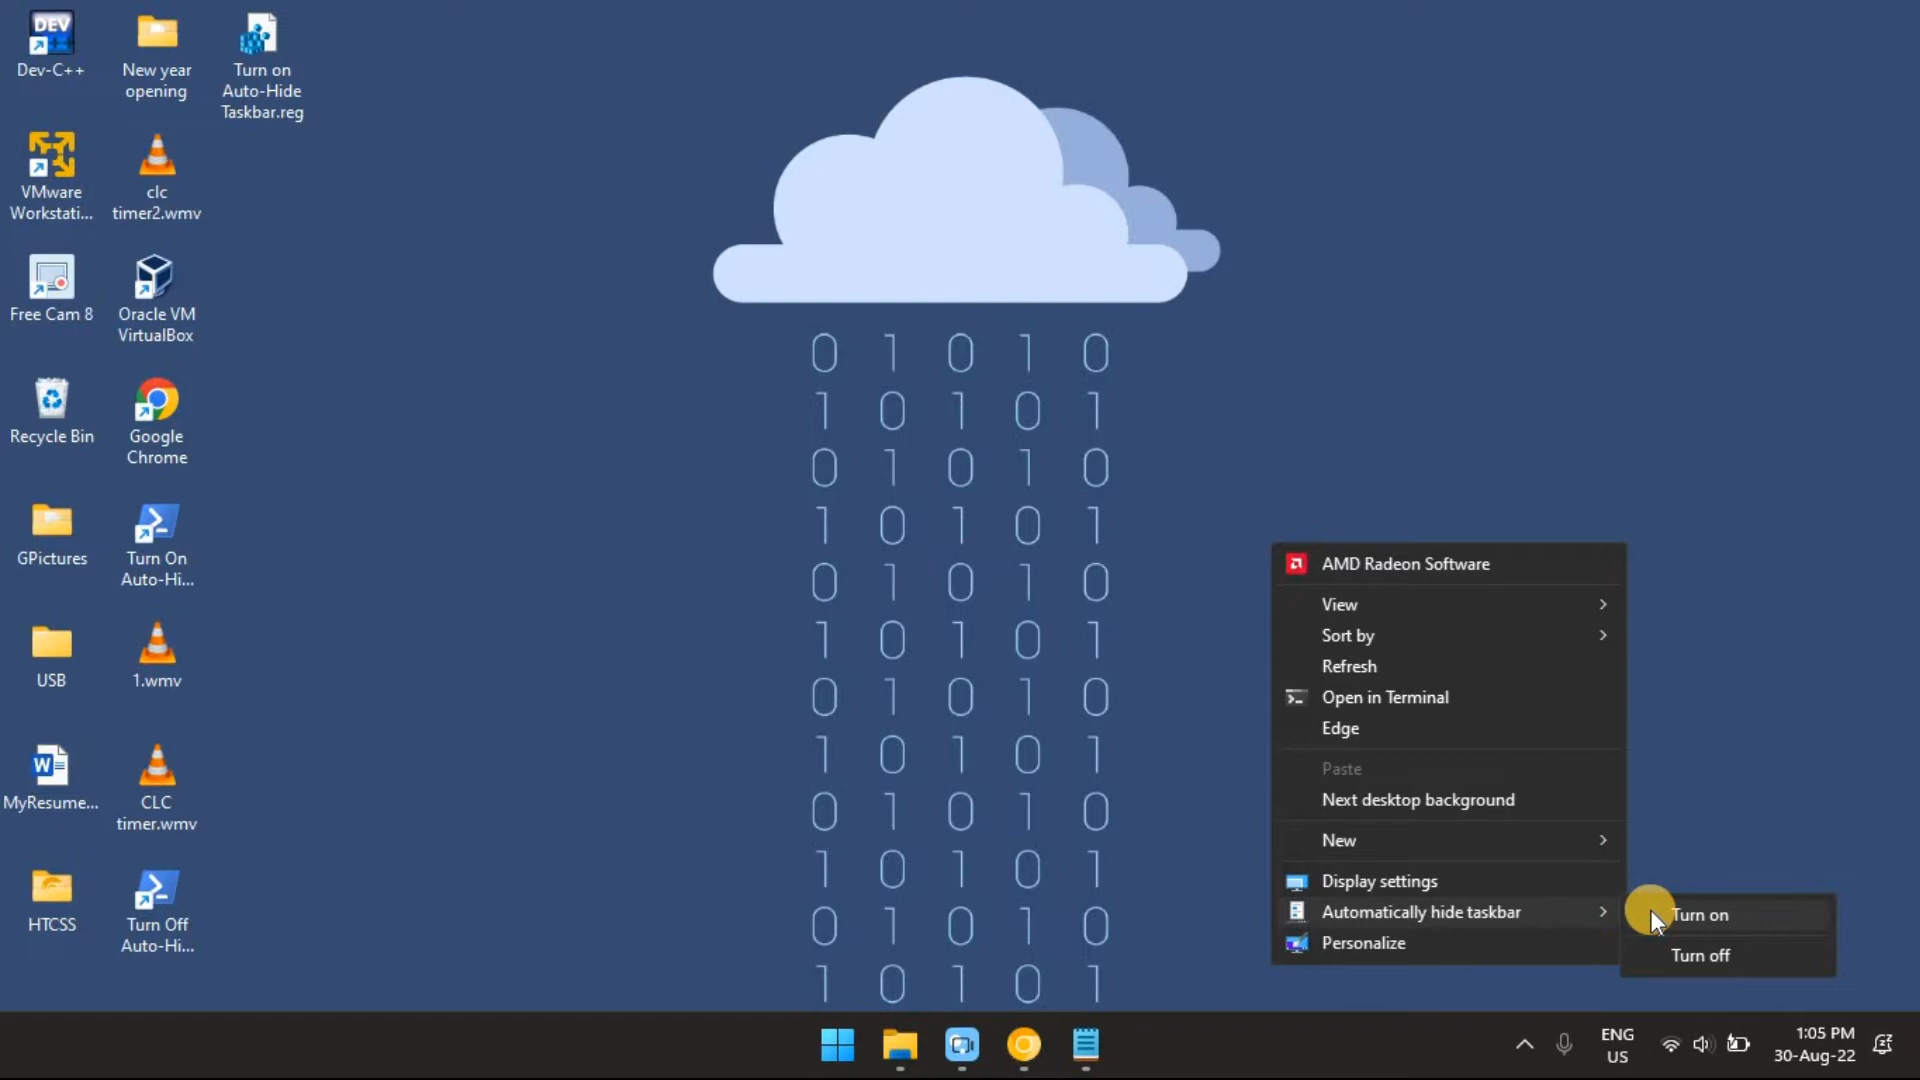 DEV
Dev-C++
New year
opening
Turn on
Auto-Hide
Taskbar.reg
VMware
Workstati...
clc
timer2.wmv
Free Cam 8
Oracle VM
VirtualBox
Recycle Bin
Google
Chrome
GPictures
Turn On
Auto-Hi...
USB
1.wmv
W
MyResume...
CLC
timer.wmv
HTCSS
Turn Off
Auto-Hi...
0 1 0 1 0
1 0 1 0 1
0 1 0 1 0
1 0 1 0 1
0 1 0 1 0
1 0 1 0 1
0 1 0 1 0
1 0 1 0 1
0 1 0 1 0
1 0 1 0 1
0 1 0 1 0
1 0 1 0 1
AMD Radeon Software
View
Sort by
Refresh
Open in Terminal
Edge
Paste
Next desktop background
New
Display settings
Automatically hide taskbar
Personalize
Turn on
Turn off
ENG
US
1:05 PM
30-Aug-22